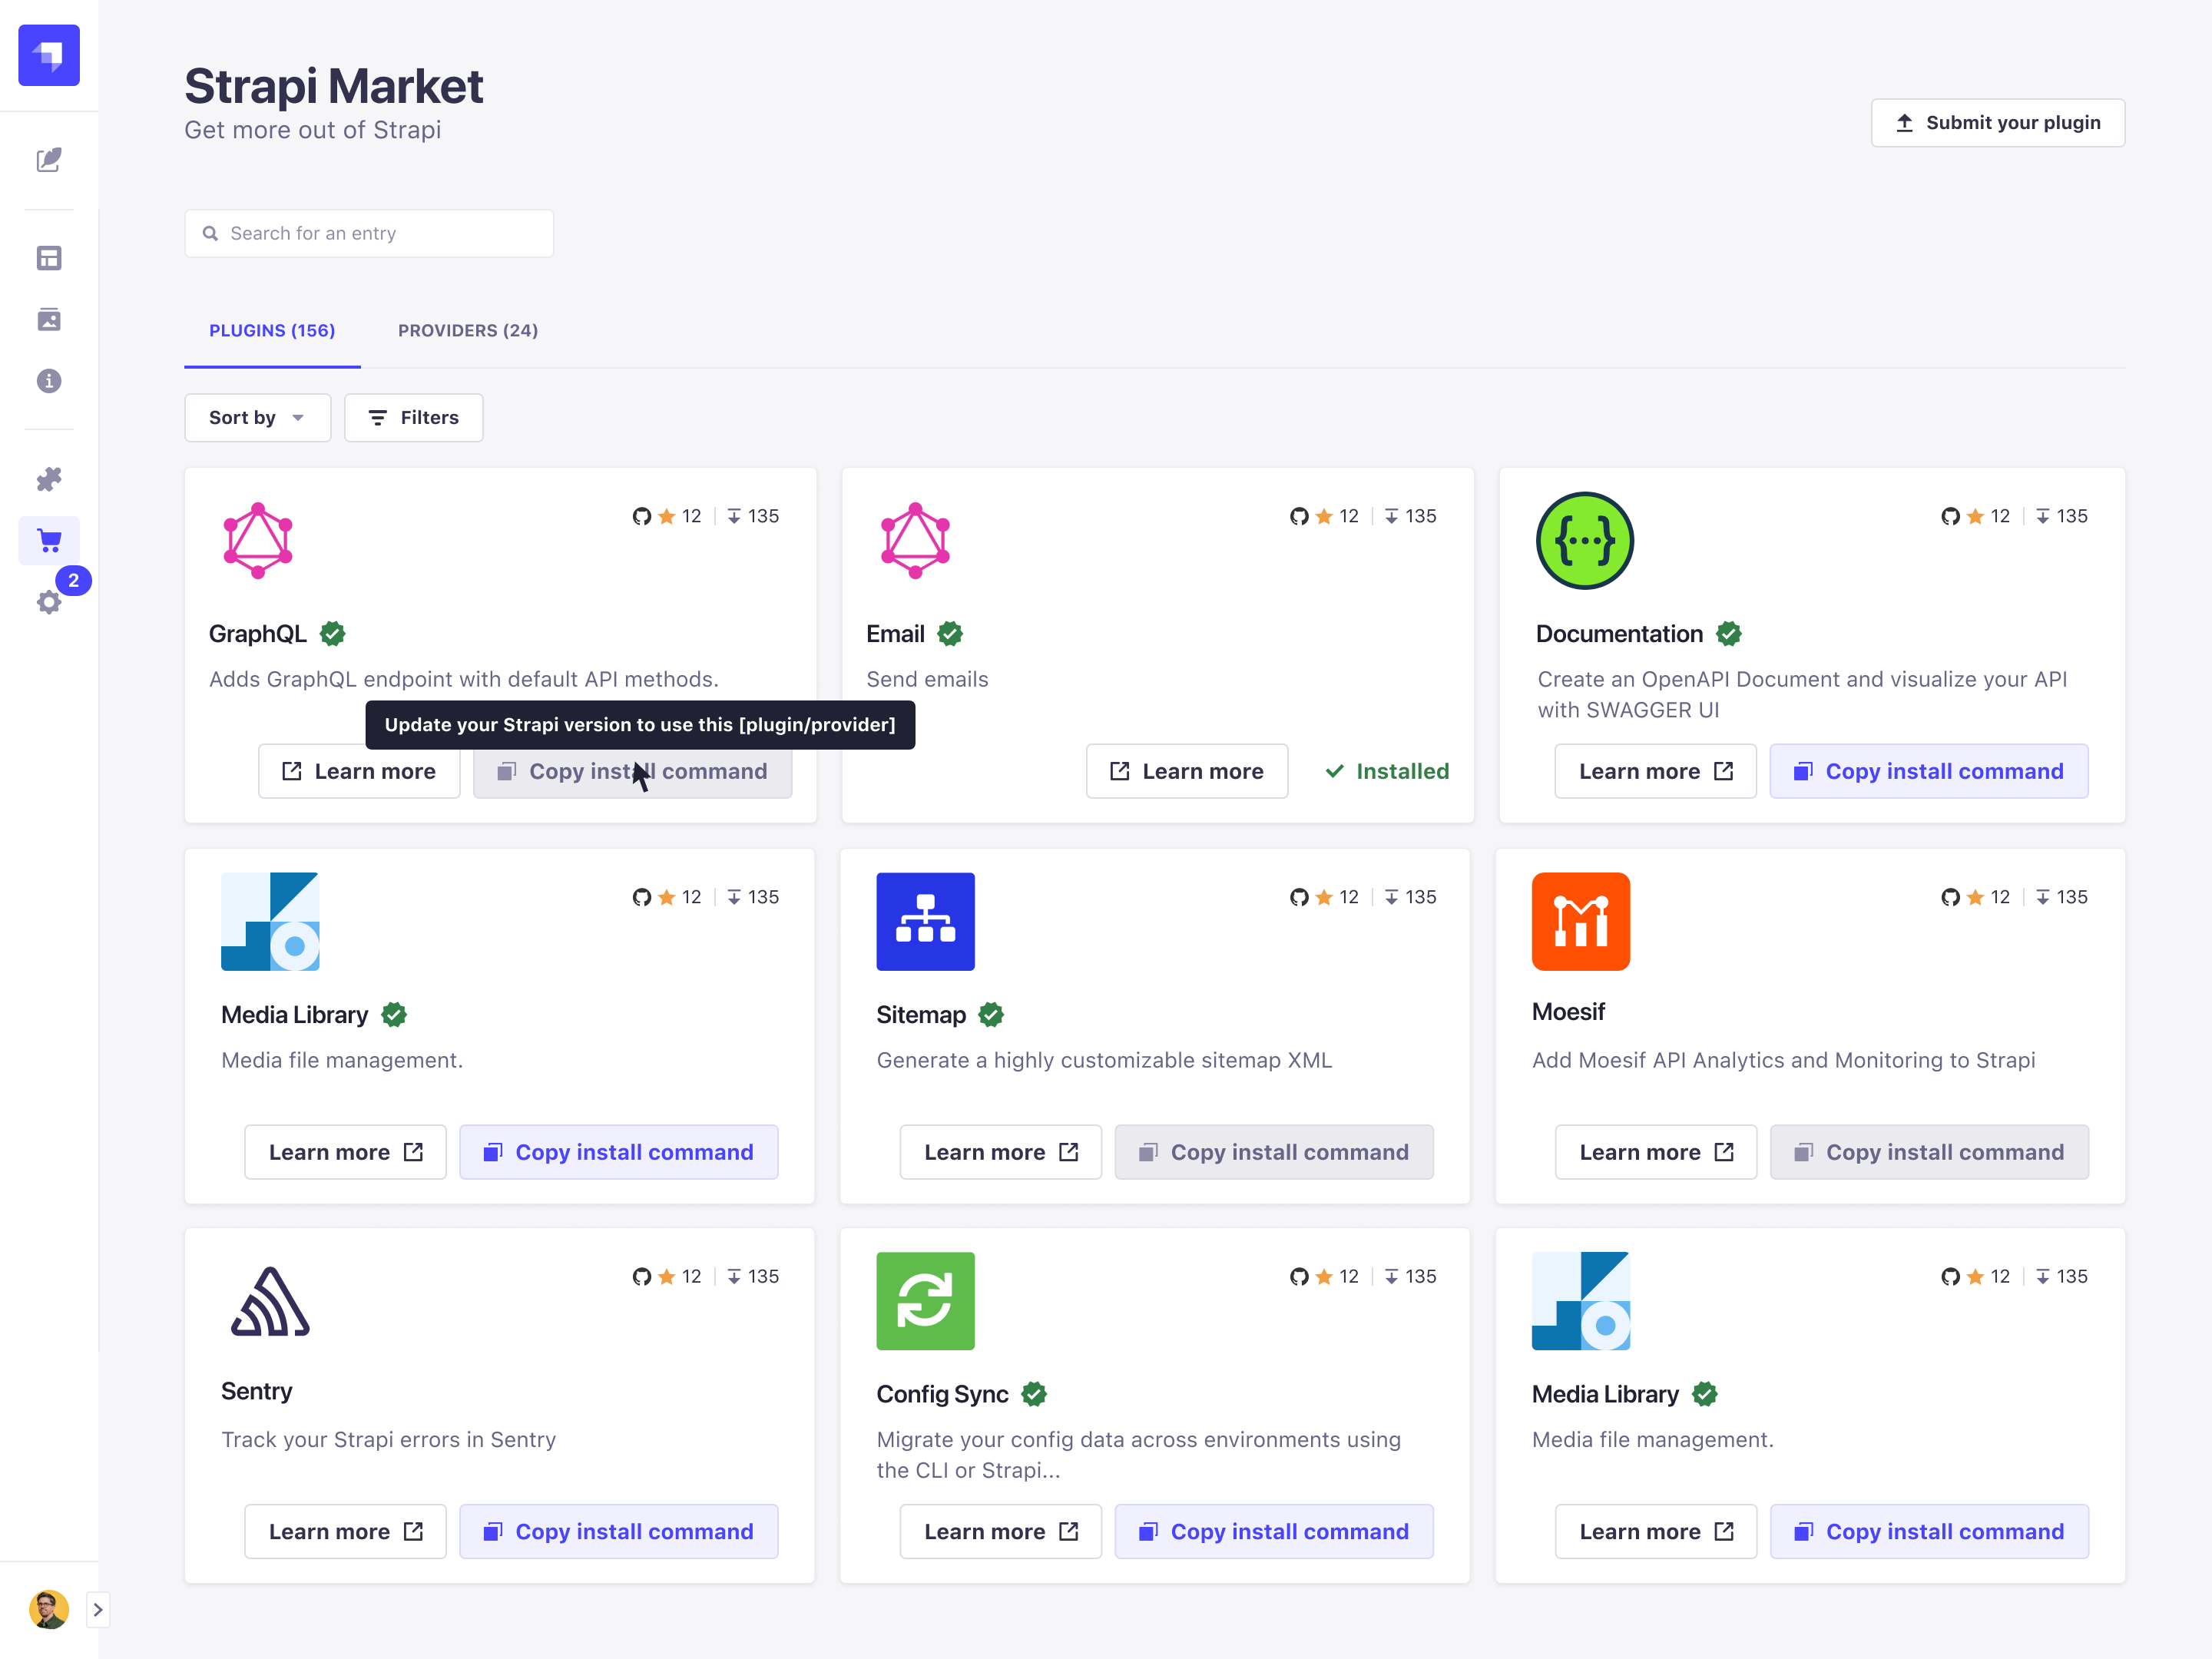 Strapi Market
Get more out of Strapi
Submit your plugin
Search for an entry
PLUGINS (156)
PROVIDERS (24)
Sort by
Filters
2
12
135
GraphQL
Adds GraphQL endpoint with default API methods.
Update your Strapi version to use this [plugin/provider]
Learn more
Copy install command
12
135
Email
Send emails
Learn more
Installed
12
135
Documentation
Create an OpenAPI Document and visualize your API
with SWAGGER UI
Learn more
Copy install command
12
135
Media Library
Media file management.
Learn more
Copy install command
12
135
Sitemap
Generate a highly customizable sitemap XML
Learn more
Copy install command
12
135
Moesif
Add Moesif API Analytics and Monitoring to Strapi
Learn more
Copy install command
12
135
Sentry
Track your Strapi errors in Sentry
Learn more
Copy install command
12
135
Config Sync
Migrate your config data across environments using
the CLI or Strapi...
Learn more
Copy install command
12
135
Media Library
Media file management.
Learn more
Copy install command